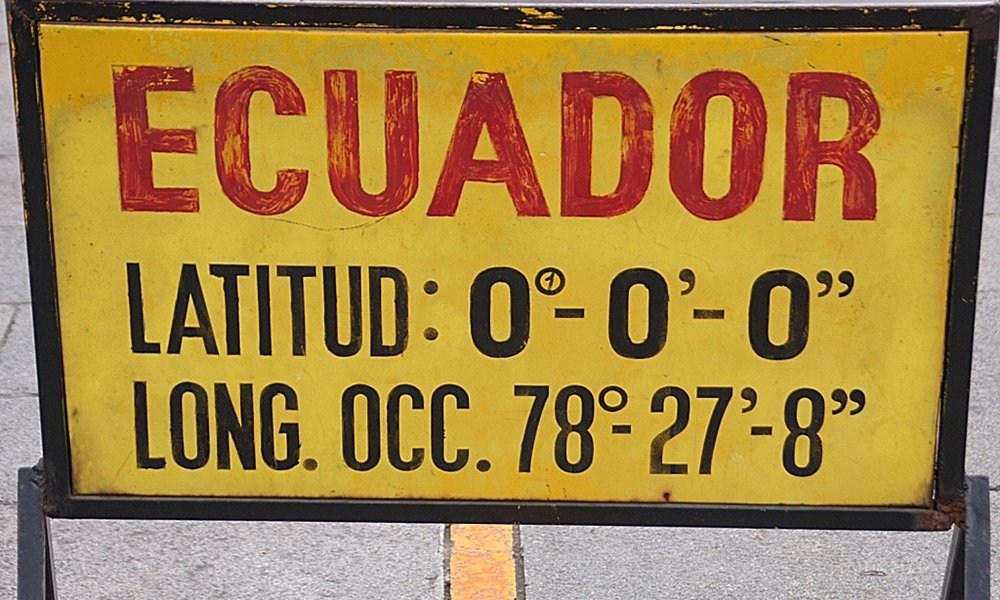 ECUADOR
LATITUD: 0°-0'-0"
LONG. OCC. 78°-27'-8"